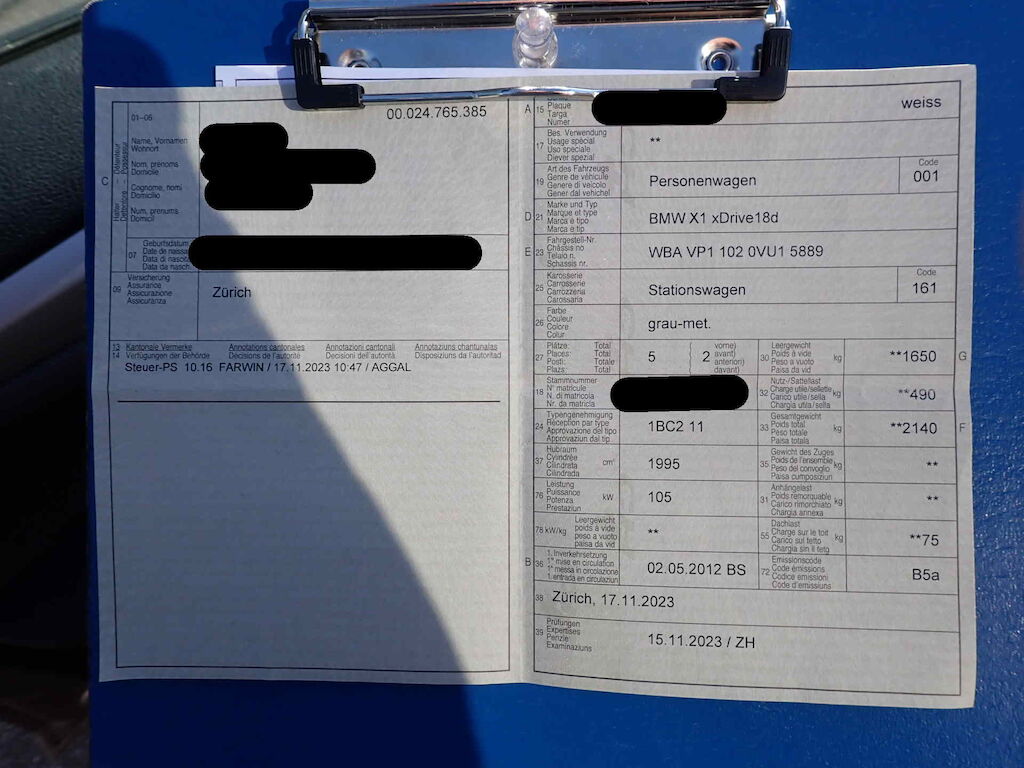 01-06
00.024.765.385
C
Halter - Détenteur
Detentore - Possessur
Name, Vornamen
Wohnort
Nom, prénoms
Domicile
Cognome, nomi
Domicilio
Num, prenums
Domicil
07
Geburtsdatum
Date de naissa
Data di nascita
Data da nasch.
09
Versicherung
Assurance
Assicurazione
Assicuranza
Zürich
13 Kantonale Vermerke Annotations cantonales Annotazioni cantonali Annotaziuns chantunalas
14 Verfügungen der Behörde Décisions de l'autorité Decisioni dell'autorità Disposiziuns da l'autoritad
Steuer-PS 10.16 FARWIN / 17.11.2023 10:47 / AGGAL
A 15
Plaque
Targa
Numer
weiss
17
Bes. Verwendung
Usage spécial
Uso speciale
Diever spezial
**
19
Art des Fahrzeugs
Genre de véhicule
Genere di veicolo
Gener dal vehichel
Personenwagen
Code
001
D 21
Marke und Typ
Marque et type
Marca e tipo
Marca e tip
BMW X1 xDrive18d
E 23
Fahrgestell-Nr.
Châssis no
Telaio n.
Schassis nr.
WBA VP1 102 0VU1 5889
25
Karosserie
Carrosserie
Carrozzeria
Carossaria
Stationswagen
Code
161
26
Farbe
Couleur
Colore
Colur
grau-met.
27
Plätze: Total
Places: Total
Posti: Totale
Plazs: Total
5
( 2
vorne)
avant)
anteriori)
davant)
30
Leergewicht
Poids à vide
Peso a vuoto
Paisa da vid
kg
**1650
G
18
Stammnummer
N° matricule
N. di matricola
Nr. da matricla
32
Nutz-/Sattellast
Charge utile/sellette
Carico utile/sella
Chargia utila/sella
kg
**490
24
Typengenehmigung
Réception par type
Approvazione del tipo
Approvaziun dal tip
1BC2 11
33
Gesamtgewicht
Poids total
Peso totale
Paisa totala
kg
**2140
F
37
Hubraum
Cylindrée
Cilindrata
Cilindrada
cm³
1995
35
Gewicht des Zuges
Poids de l'ensemble
Peso del convoglio
Paisa cumposiziun
kg
**
76
Leistung
Puissance
Potenza
Prestaziun
kW
105
31
Anhängelast
Poids remorquable
Carico rimorchiato
Chargia annexa
kg
**
78 kW/kg
Leergewicht
poids à vide
peso a vuoto
paisa da vid
**
55
Dachlast
Charge sur le toit
Carico sul tetto
Chargia sin il tetg
kg
**75
B 36
1. Inverkehrsetzung
1re mise en circulation
1a messa in circolazione
1. entrada en circulaziun
02.05.2012 BS
72
Emissionscode
Code émissions
Codice emissioni
Code d'emissiuns
B5a
38
Zürich, 17.11.2023
39
Prüfungen
Expertises
Perizie
Examinaziuns
15.11.2023 / ZH